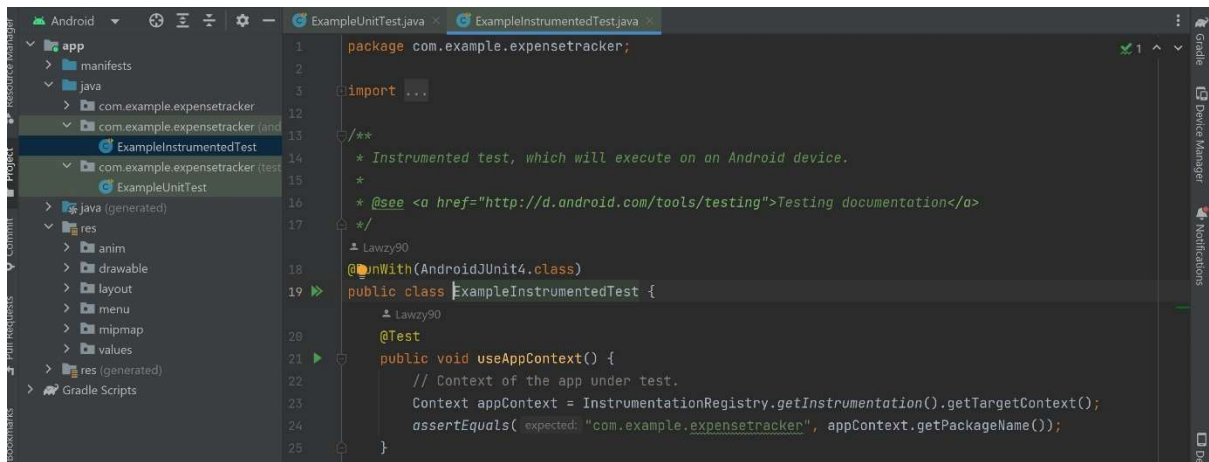 Android
ExampleUnitTest.java
ExampleInstrumentedTest.java
Resource Manager
Project
Commit
Pull Requests
Bookmarks
app
manifests
java
com.example.expensetracker
com.example.expensetracker (and
ExampleInstrumentedTest
com.example.expensetracker (test
ExampleUnitTest
java (generated)
res
anim
drawable
layout
menu
mipmap
values
res (generated)
Gradle Scripts
1 package com.example.expensetracker;
2
3 import ...
12
13 /**
14 * Instrumented test, which will execute on an Android device.
15 *
16 * @see <a href="http://d.android.com/tools/testing">Testing documentation</a>
17 */
Lawzy90
18 @RunWith(AndroidJUnit4.class)
19 public class ExampleInstrumentedTest {
Lawzy90
20 @Test
21 public void useAppContext() {
22 // Context of the app under test.
23 Context appContext = InstrumentationRegistry.getInstrumentation().getTargetContext();
24 assertEquals( expected: "com.example.expensetracker", appContext.getPackageName());
25 }
1
Gradle
Device Manager
Notifications